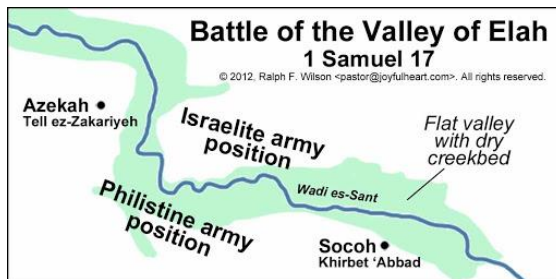 Battle of the Valley of Elah
1 Samuel 17
© 2012, Ralph F. Wilson <pastor@joyfulheart.com>. All rights reserved.
Azekah
Tell ez-Zakariyeh
Israelite army
position
Flat valley
with dry
creekbed
Philistine army
position
Wadi es-Sant
Socoh
Khirbet ‘Abbad